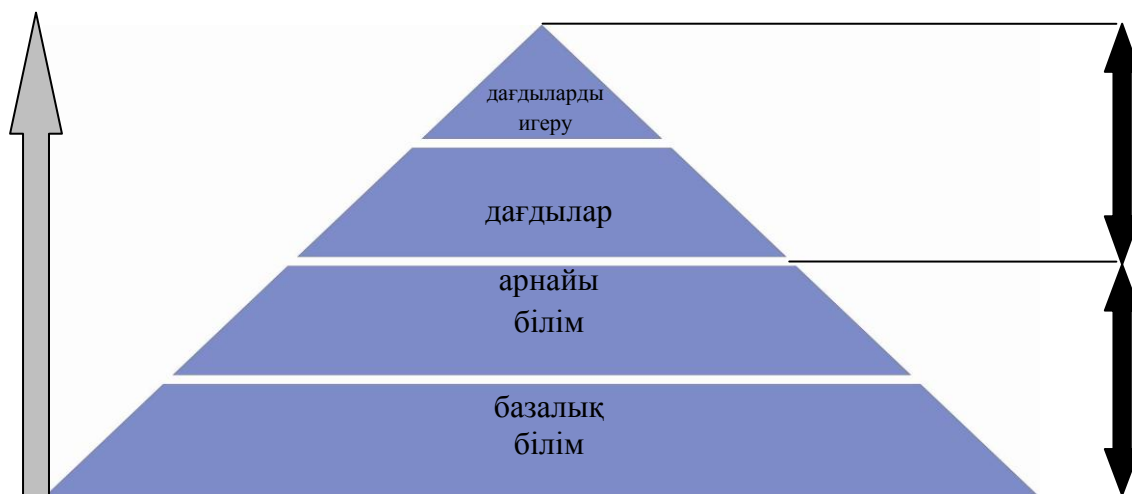 дағдыларды
игеру
дағдылар
арнайы
білім
базалық
білім